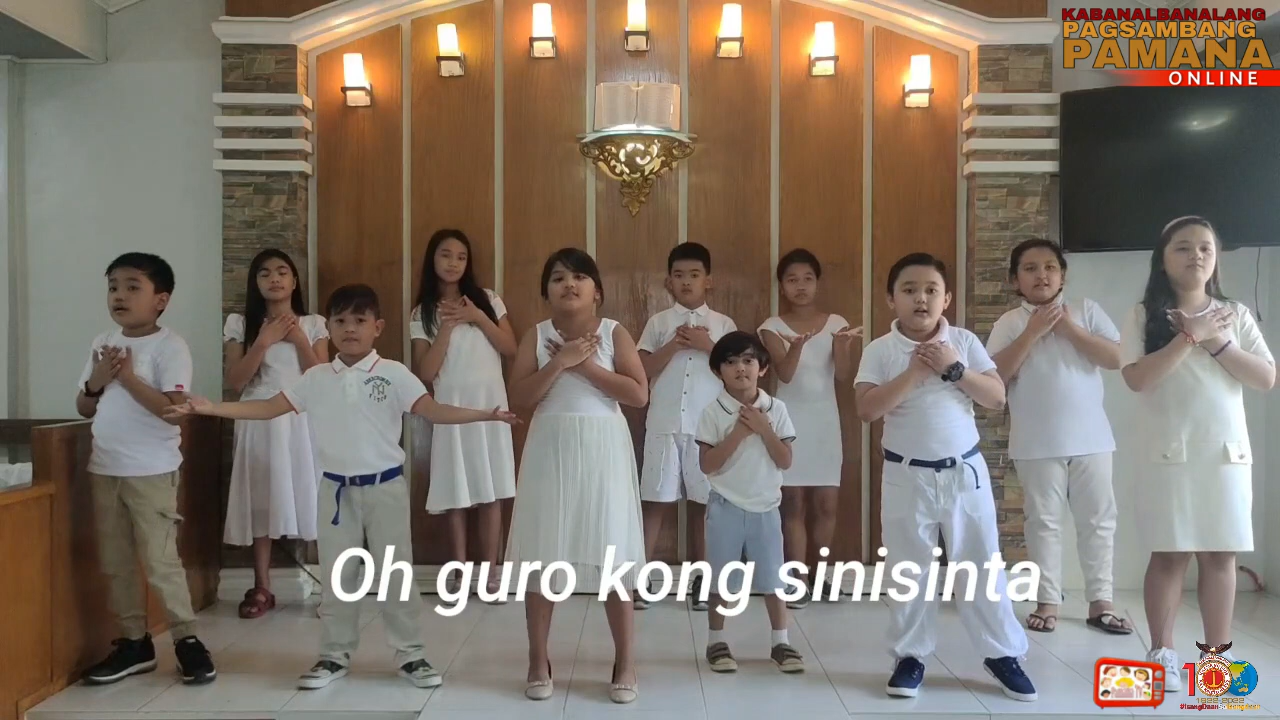 KABANALBANALANG
PAGSAMBANG
PAMANA
ONLINE
Oh guro kong sinisinta